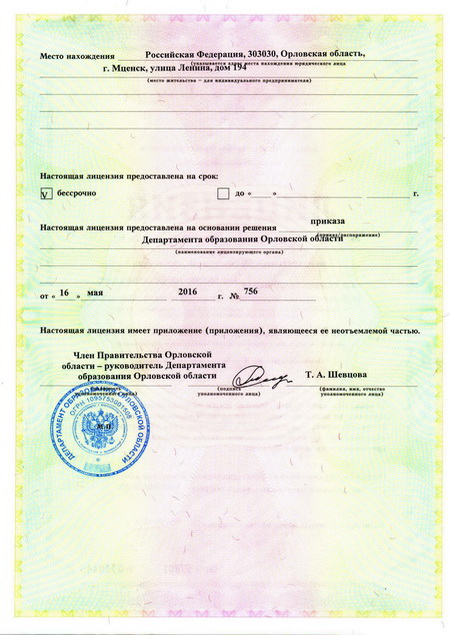 Место нахождения Российская Федерация, 303030, Орловская область,
(указывается адрес места нахождения юридического лица
г. Мценск, улица Ленина, дом 194
(место жительства – для индивидуального предпринимателя)
Настоящая лицензия предоставлена на срок:
V бессрочно до « » г.
Настоящая лицензия предоставлена на основании решения приказа
(приказ/распоряжение)
Департамента образования Орловской области
(наименование лицензирующего органа)
от « 16 » мая 2016 г. № 756
Настоящая лицензия имеет приложение (приложения), являющееся ее неотъемлемой частью.
Член Правительства Орловской
области – руководитель Департамента
образования Орловской области Т. А. Шевцова
(должность
уполномоченного лица)
(подпись
уполномоченного лица)
(фамилия, имя, отчество
уполномоченного лица)
ДЕПАРТАМЕНТ ОБРАЗОВАНИЯ ОРЛОВСКОЙ ОБЛАСТИ
М.П.